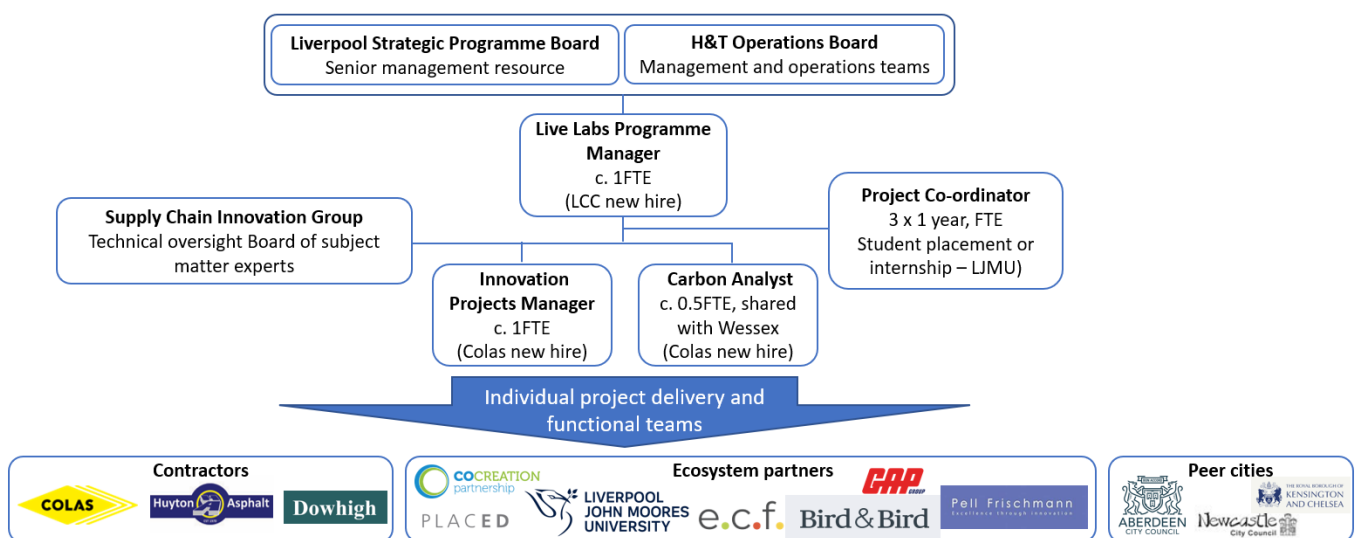 Liverpool Strategic Programme Board
Senior management resource
H&T Operations Board
Management and operations teams
Live Labs Programme
Manager
c. 1FTE
(LCC new hire)
Supply Chain Innovation Group
Technical oversight Board of subject
matter experts
Project Co-ordinator
3 x 1 year, FTE
Student placement or
internship – LJMU)
Innovation
Projects Manager
c. 1FTE
(Colas new hire)
Carbon Analyst
c. 0.5FTE, shared
with Wessex
(Colas new hire)
Individual project delivery and
functional teams
Contractors
COLAS
Huyton Asphalt
Dowhigh
Ecosystem partners
COCREATION
partnership
PLACED
LIVERPOOL
JOHN MOORES
UNIVERSITY
e.c.f.
GAP
GROUP
Bird & Bird
Pell Frischmann
Excellence through innovation
Peer cities
ABERDEEN
CITY COUNCIL
THE ROYAL BOROUGH OF
KENSINGTON
AND CHELSEA
Newcastle
City Council